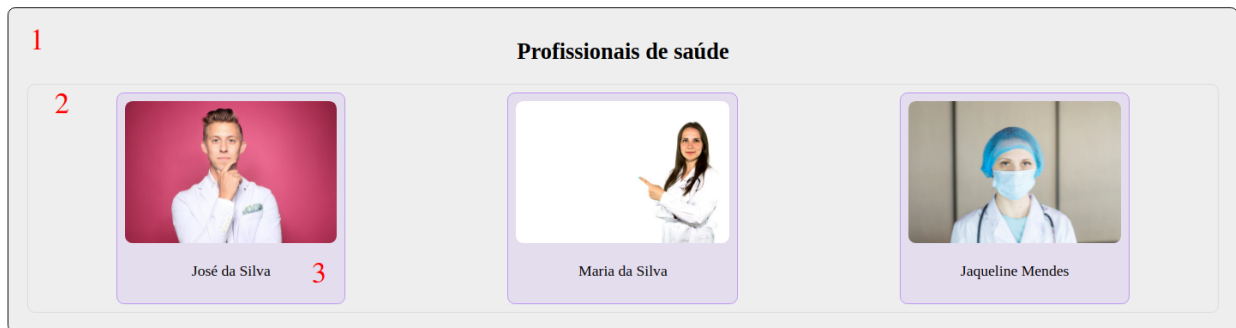 1
Profissionais de saúde
2
José da Silva
3
Maria da Silva
Jaqueline Mendes